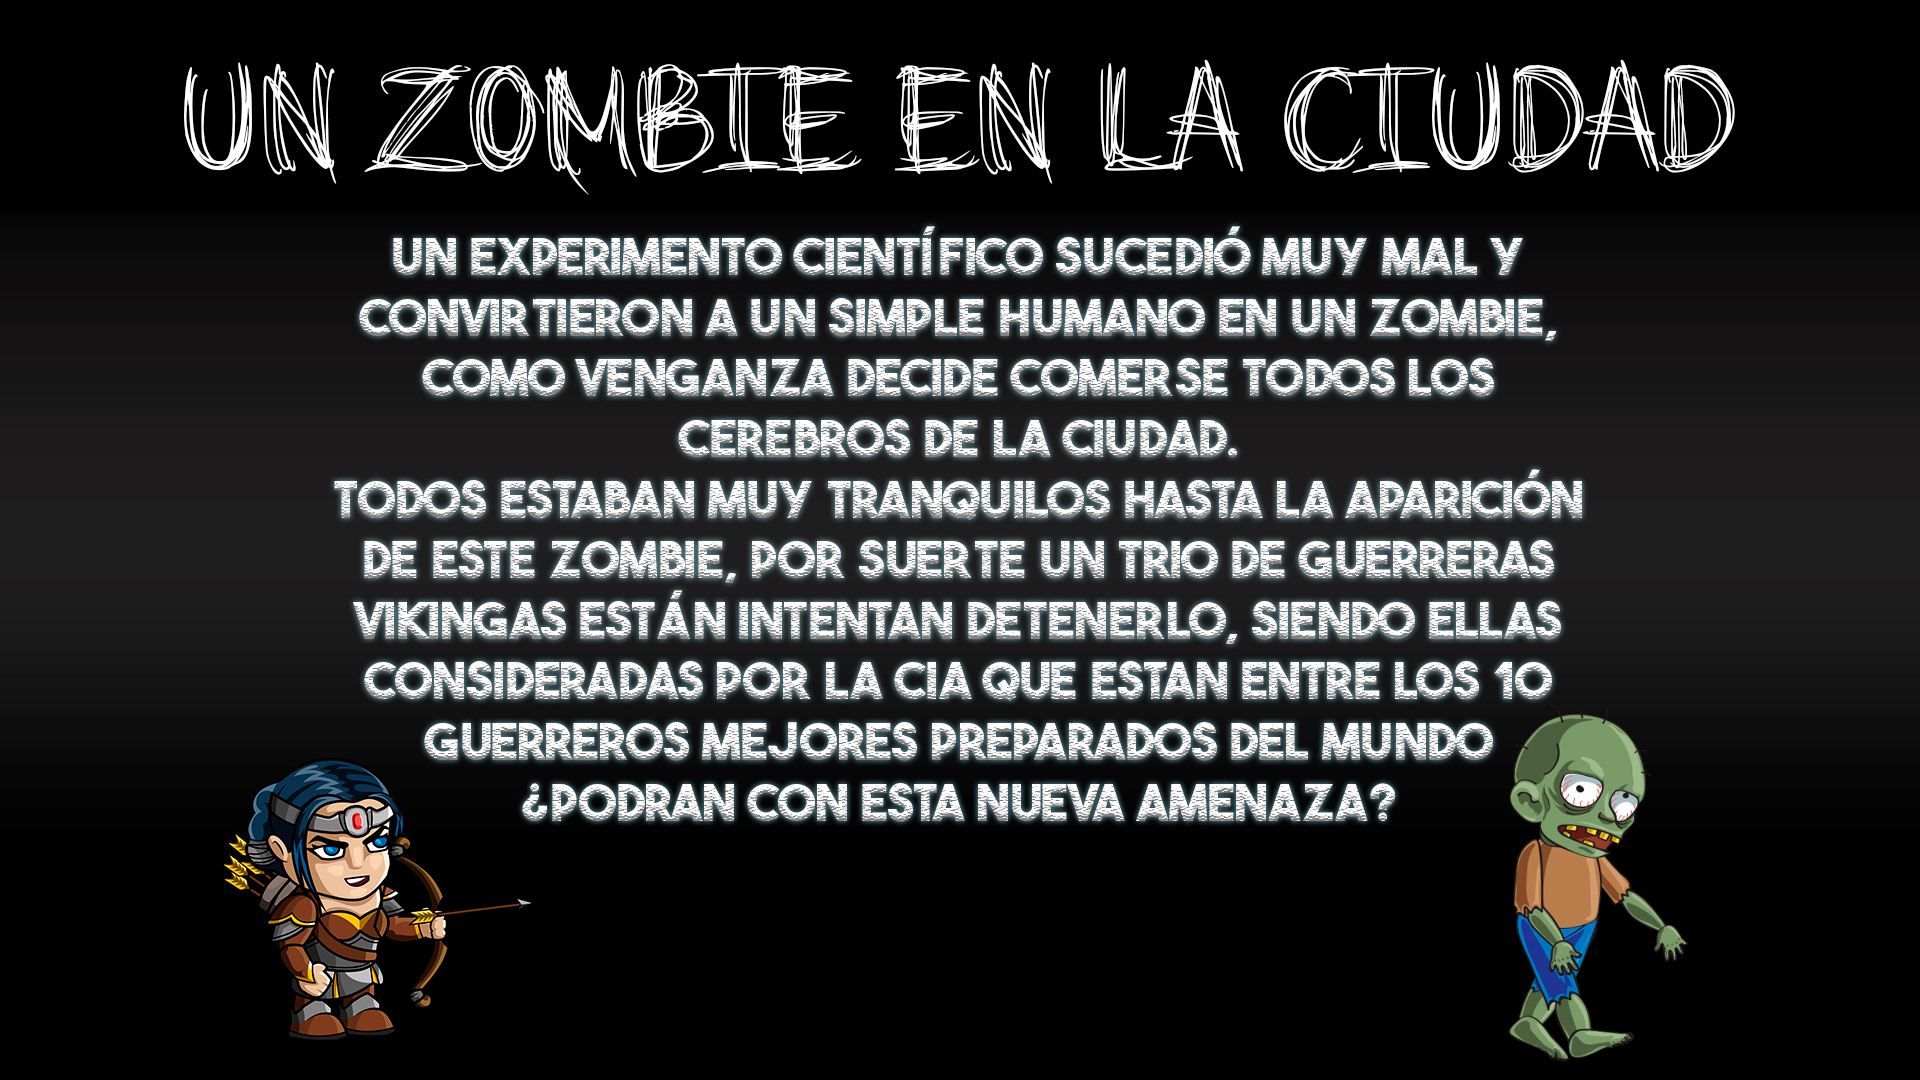 UN ZOMBIE EN LA CIUDAD
UN EXPERIMENTO CIENTÍFICO SUCEDIÓ MUY MAL Y
CONVIRTIERON A UN SIMPLE HUMANO EN UN ZOMBIE,
COMO VENGANZA DECIDE COMERSE TODOS LOS
CEREBROS DE LA CIUDAD.
TODOS ESTABAN MUY TRANQUILOS HASTA LA APARICIÓN
DE ESTE ZOMBIE, POR SUERTE UN TRIO DE GUERRERAS
VIKINGAS ESTÁN INTENTAN DETENERLO, SIENDO ELLAS
CONSIDERADAS POR LA CIA QUE ESTAN ENTRE LOS 10
GUERREROS MEJORES PREPARADOS DEL MUNDO
¿PODRAN CON ESTA NUEVA AMENAZA?